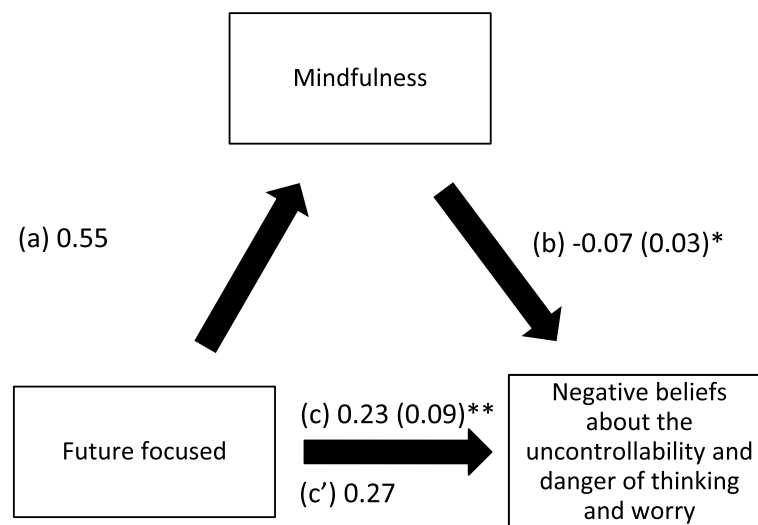 Mindfulness
(a) 0.55
(b) -0.07 (0.03)*
Future focused
(c) 0.23 (0.09)**
(c’) 0.27
Negative beliefs
about the
uncontrollability and
danger of thinking
and worry